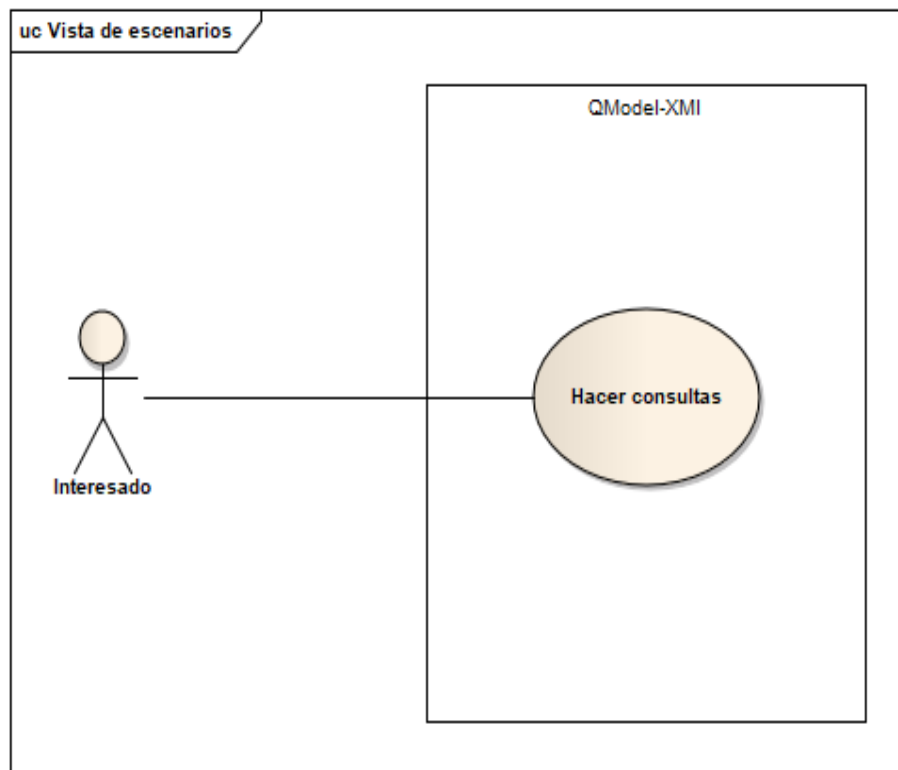 uc Vista de escenarios
QModel-XMI
Hacer consultas
Interesado